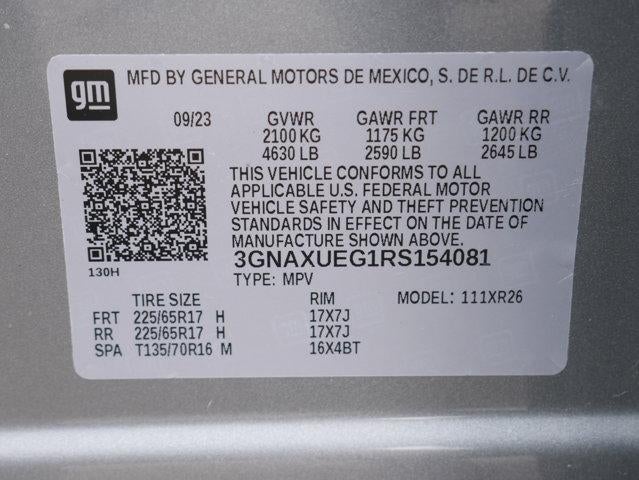 gm MFD BY GENERAL MOTORS DE MEXICO, S. DE R.L. DE C.V.
09/23 GVWR GAWR FRT GAWR RR
2100 KG 1175 KG 1200 KG
4630 LB 2590 LB 2645 LB
THIS VEHICLE CONFORMS TO ALL
APPLICABLE U.S. FEDERAL MOTOR
VEHICLE SAFETY AND THEFT PREVENTION
STANDARDS IN EFFECT ON THE DATE OF
MANUFACTURE SHOWN ABOVE.
3GNAXUEG1RS154081
130H
TYPE: MPV
TIRE SIZE RIM MODEL: 111XR26
FRT 225/65R17 H 17X7J
RR 225/65R17 H 17X7J
SPA T135/70R16 M 16X4BT